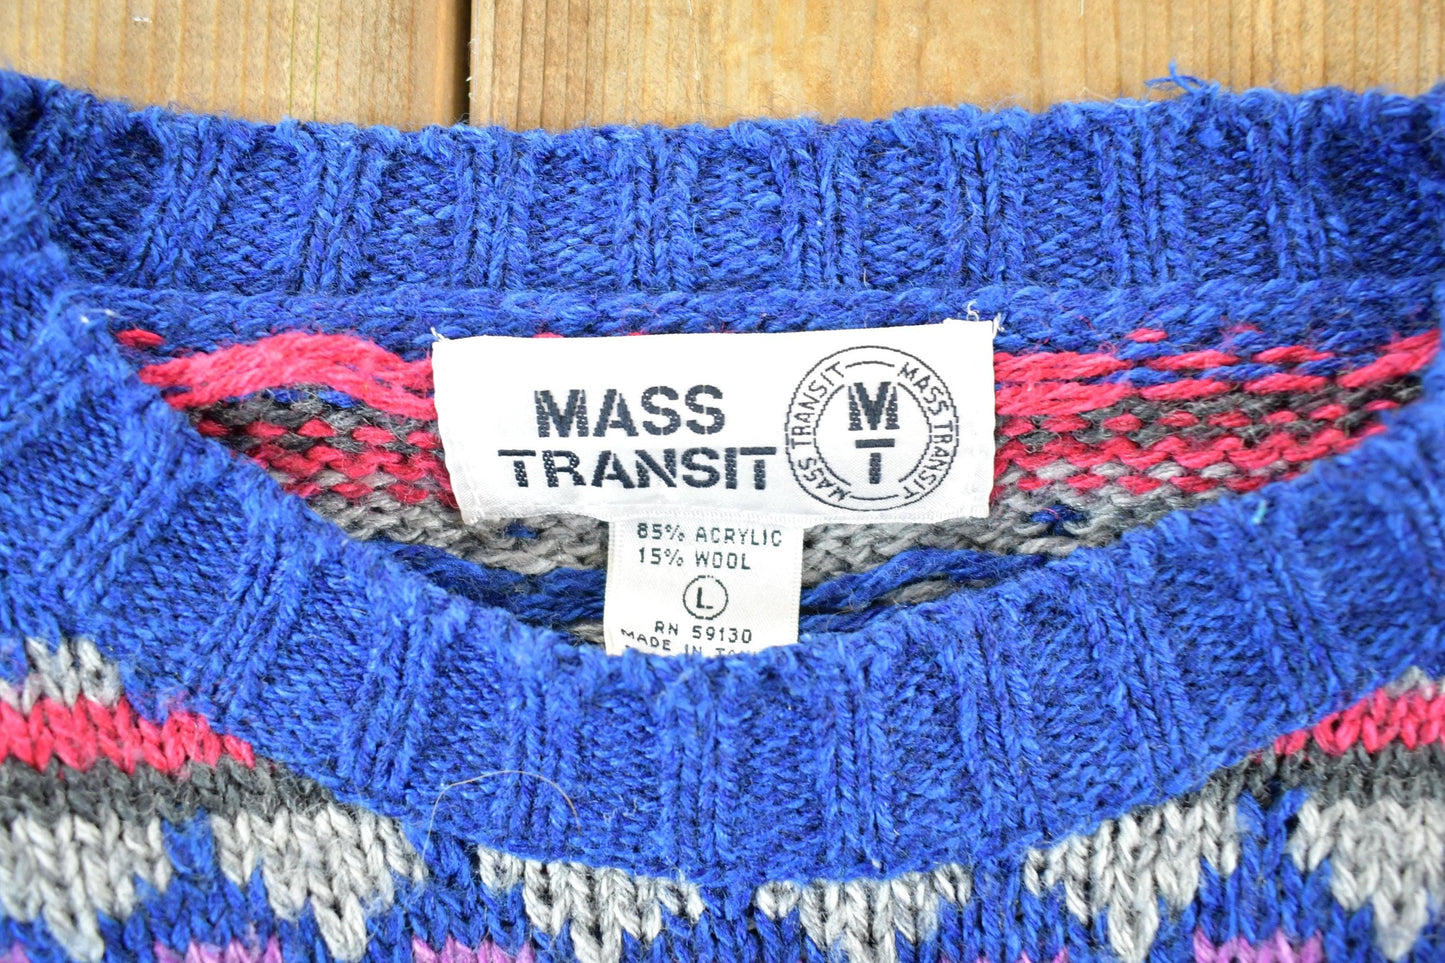 MASS
TRANSIT
MASS TRANSIT
MASS TRANSIT
M
T
85% ACRYLIC
15% WOOL
L
RN 59130
MADE IN